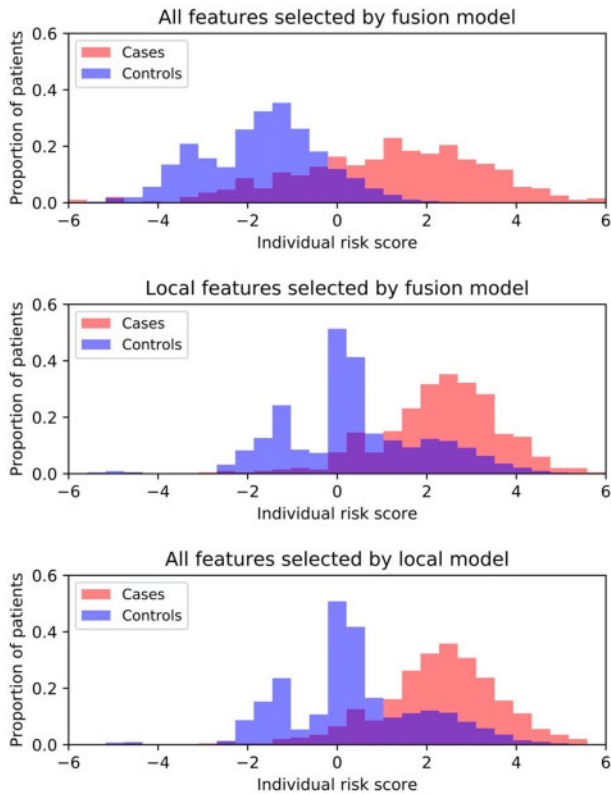 All features selected by fusion model
0.6
0.4
0.2
0.0
Proportion of patients
Cases
Controls
−6 −4 −2 0 2 4 6
Individual risk score
Local features selected by fusion model
0.6
0.4
0.2
0.0
Proportion of patients
Cases
Controls
−6 −4 −2 0 2 4 6
Individual risk score
All features selected by local model
0.6
0.4
0.2
0.0
Proportion of patients
Cases
Controls
−6 −4 −2 0 2 4 6
Individual risk score